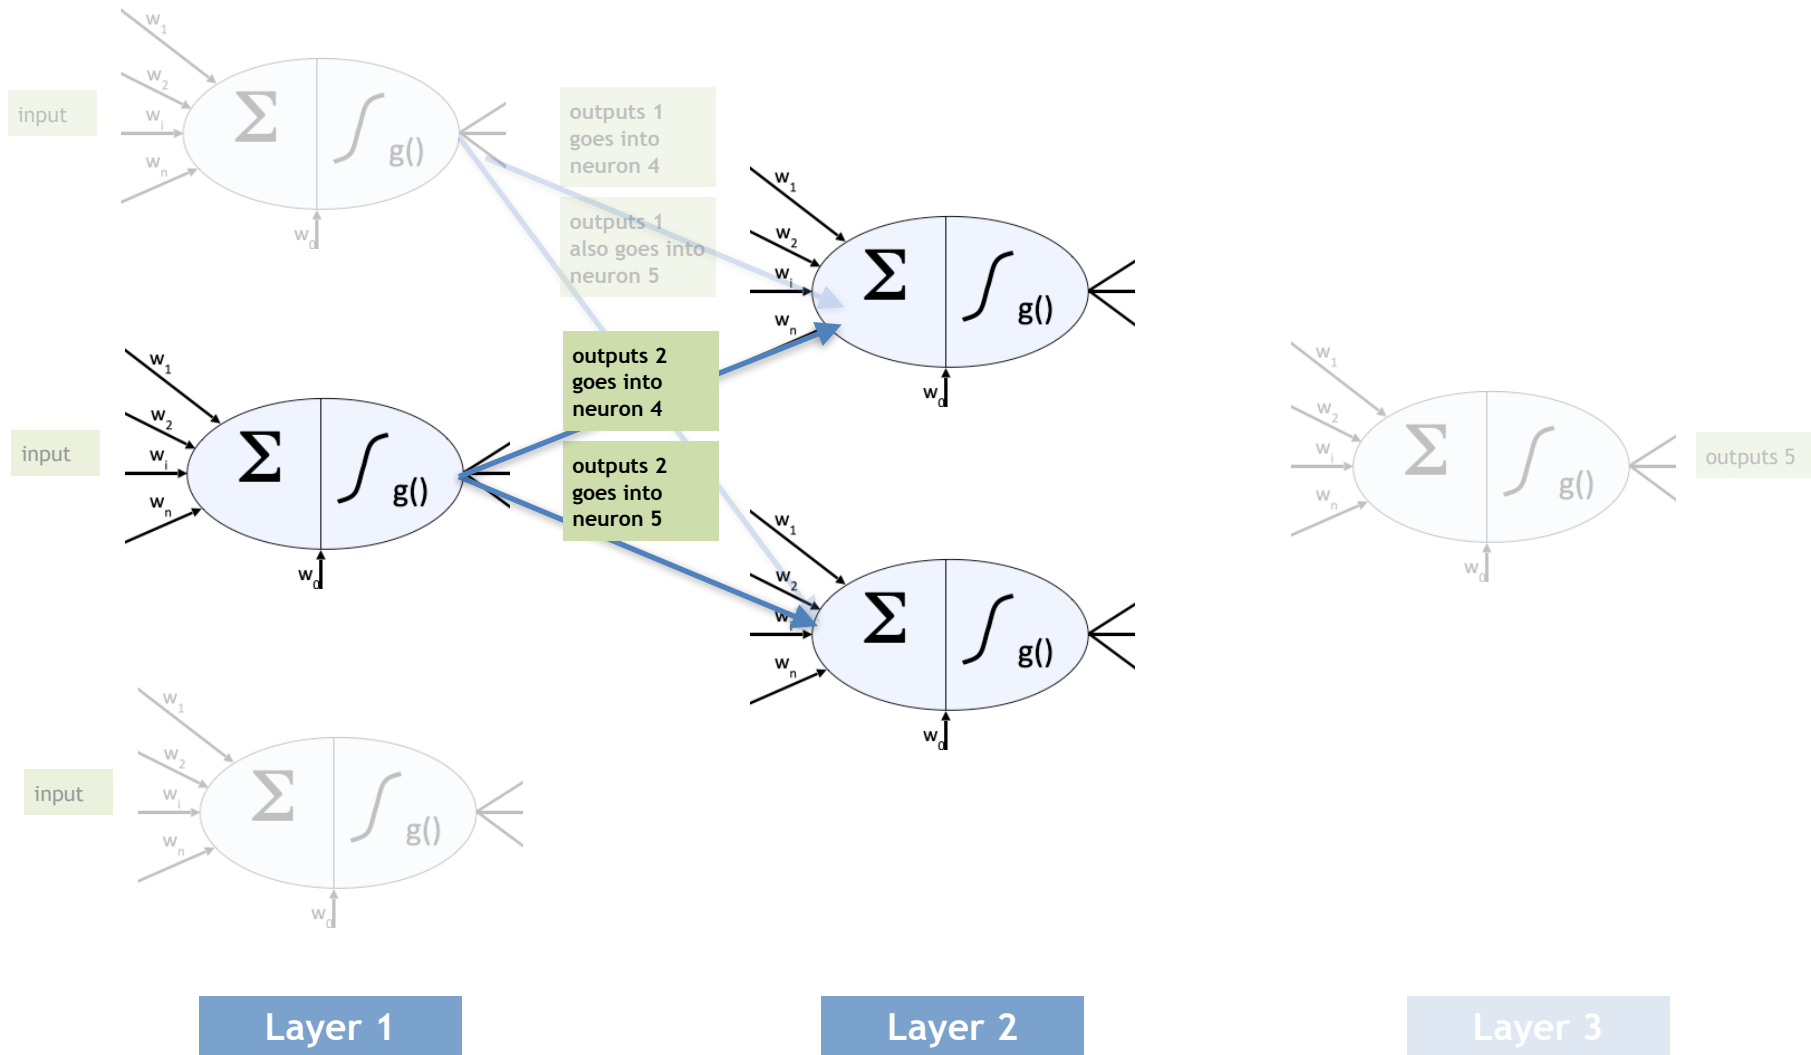 w1
w2
wi
wn
w0
input
Σ
g()
outputs 1
goes into
neuron 4
outputs 1
also goes into
neuron 5
w1
w2
wi
wn
w0
Σ
g()
w1
w2
wi
wn
w0
input
Σ
g()
outputs 2
goes into
neuron 4
outputs 2
goes into
neuron 5
w1
w2
wn
w0
Σ
g()
w1
w2
wi
wn
w0
Σ
g()
outputs 5
w1
w2
wi
wn
w0
input
Σ
g()
Layer 1
Layer 2
Layer 3